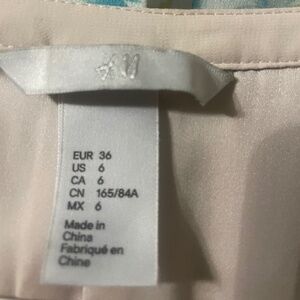 H&M
EUR 36
US 6
CA 6
CN 165/84A
MX 6
Made in
China
Fabriqué en
Chine